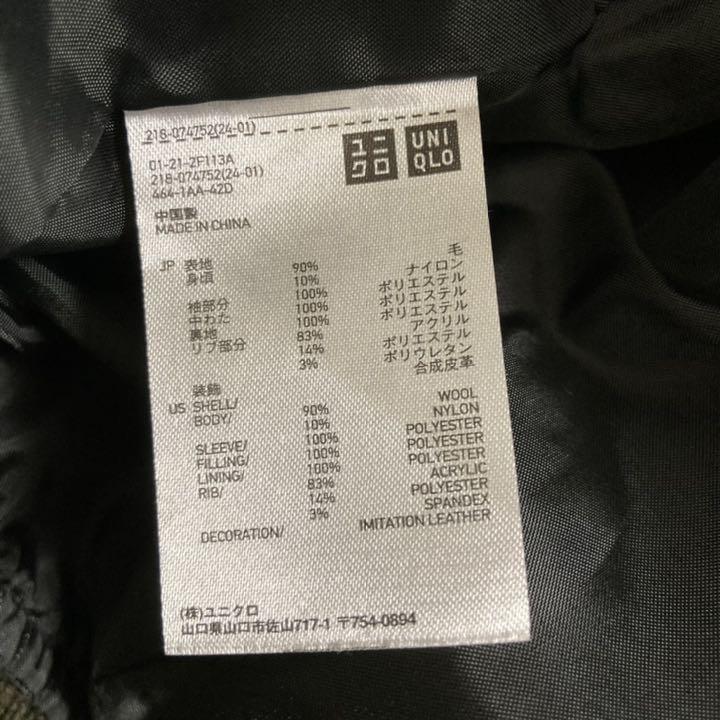 218-074752(24-01)
ユニクロ
UNIQLO
01-21-2F113A
218-074752(24-01)
464-1AA-42D
中国製
MADE IN CHINA
JP 表地
身頃 90% 毛
10% ナイロン
袖部分 100% ポリエステル
中わた 100% ポリエステル
裏地 100% ポリエステル
リブ部分 83% アクリル
14% ポリエステル
3% ポリウレタン
装飾 合成皮革
US SHELL/
BODY/ 90% WOOL
10% NYLON
SLEEVE/ 100% POLYESTER
FILLING/ 100% POLYESTER
LINING/ 100% POLYESTER
RIB/ 83% ACRYLIC
14% POLYESTER
3% SPANDEX
DECORATION/ IMITATION LEATHER
(株)ユニクロ
山口県山口市佐山717-1 〒754-0894